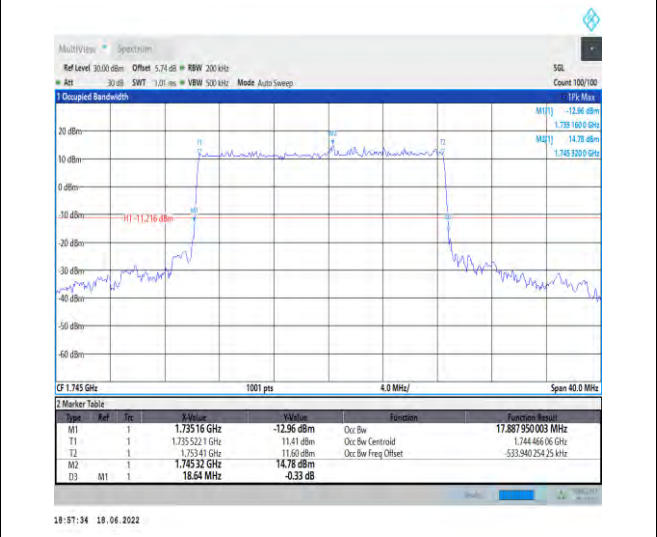 MultiView Spectrum
Ref Level 30.00 dBm Offset 5.74 dB RBW 200 kHz SGL
Att 30 dB SWT 1.01 ms VBW 500 kHz Mode Auto Sweep Count 100/100
1 Occupied Bandwidth 1Pk Max
M1[1] -12.96 dBm
1.735 160 0 GHz
M2[1] 14.78 dBm
1.745 320 0 GHz
20 dBm
T1 M2 T2
10 dBm
0 dBm
M1
-10 dBm
H1 -11.216 dBm
-20 dBm
-30 dBm
-40 dBm
-50 dBm
-60 dBm
CF 1.745 GHz 1001 pts 4.0 MHz/ Span 40.0 MHz
2 Marker Table
Type Ref Trc X-Value Y-Value Function Function Result
M1 1 1.73516 GHz -12.96 dBm Occ Bw 17.887 950 003 MHz
T1 1 1.735 522 1 GHz 11.41 dBm Occ Bw Centroid 1.744 466 06 GHz
T2 1 1.753 41 GHz 11.60 dBm Occ Bw Freq Offset -533.940 254 25 kHz
M2 1 1.74532 GHz 14.78 dBm
D3 M1 1 18.64 MHz -0.33 dB
18:57:34 18.06.2022